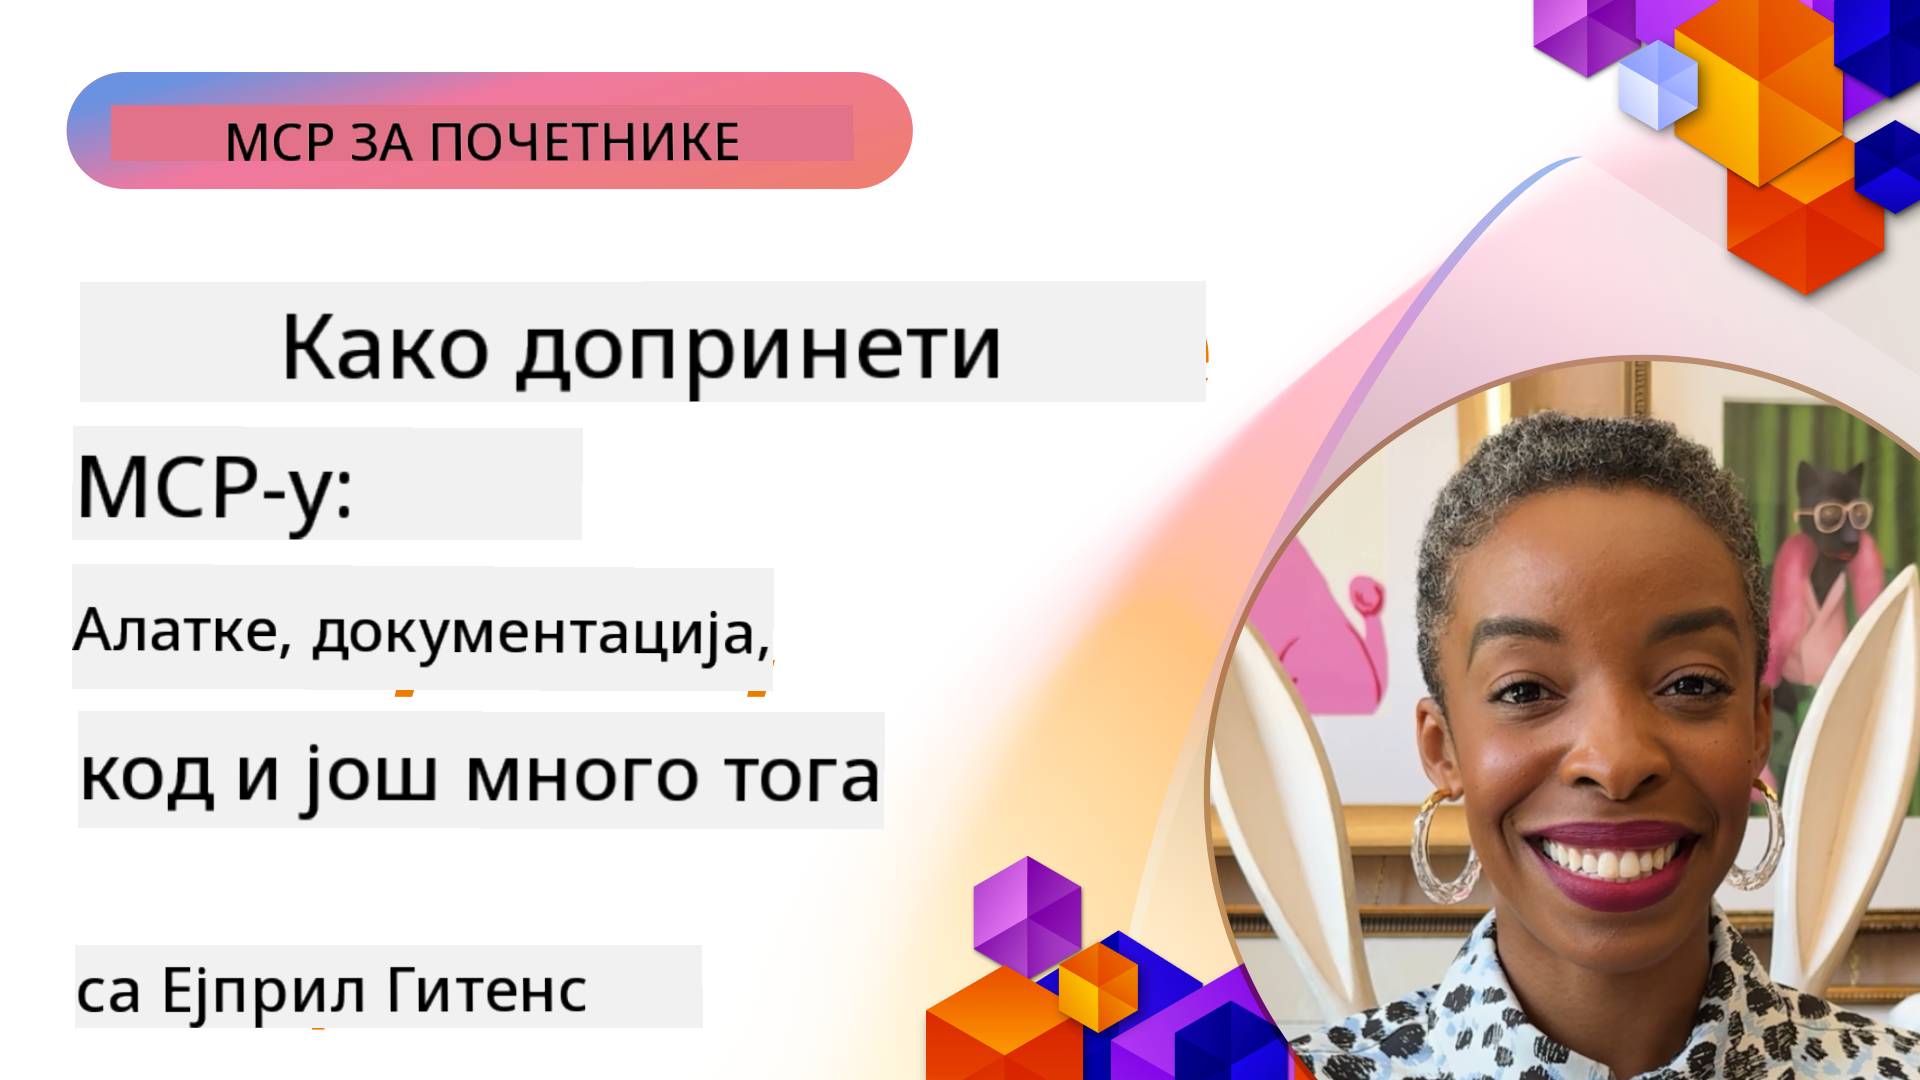 МСР ЗА ПОЧЕТНИКЕ
Како допринети
МСР-у:
Алатке, документација,
код и још много тога
са Ејприл Гитенс